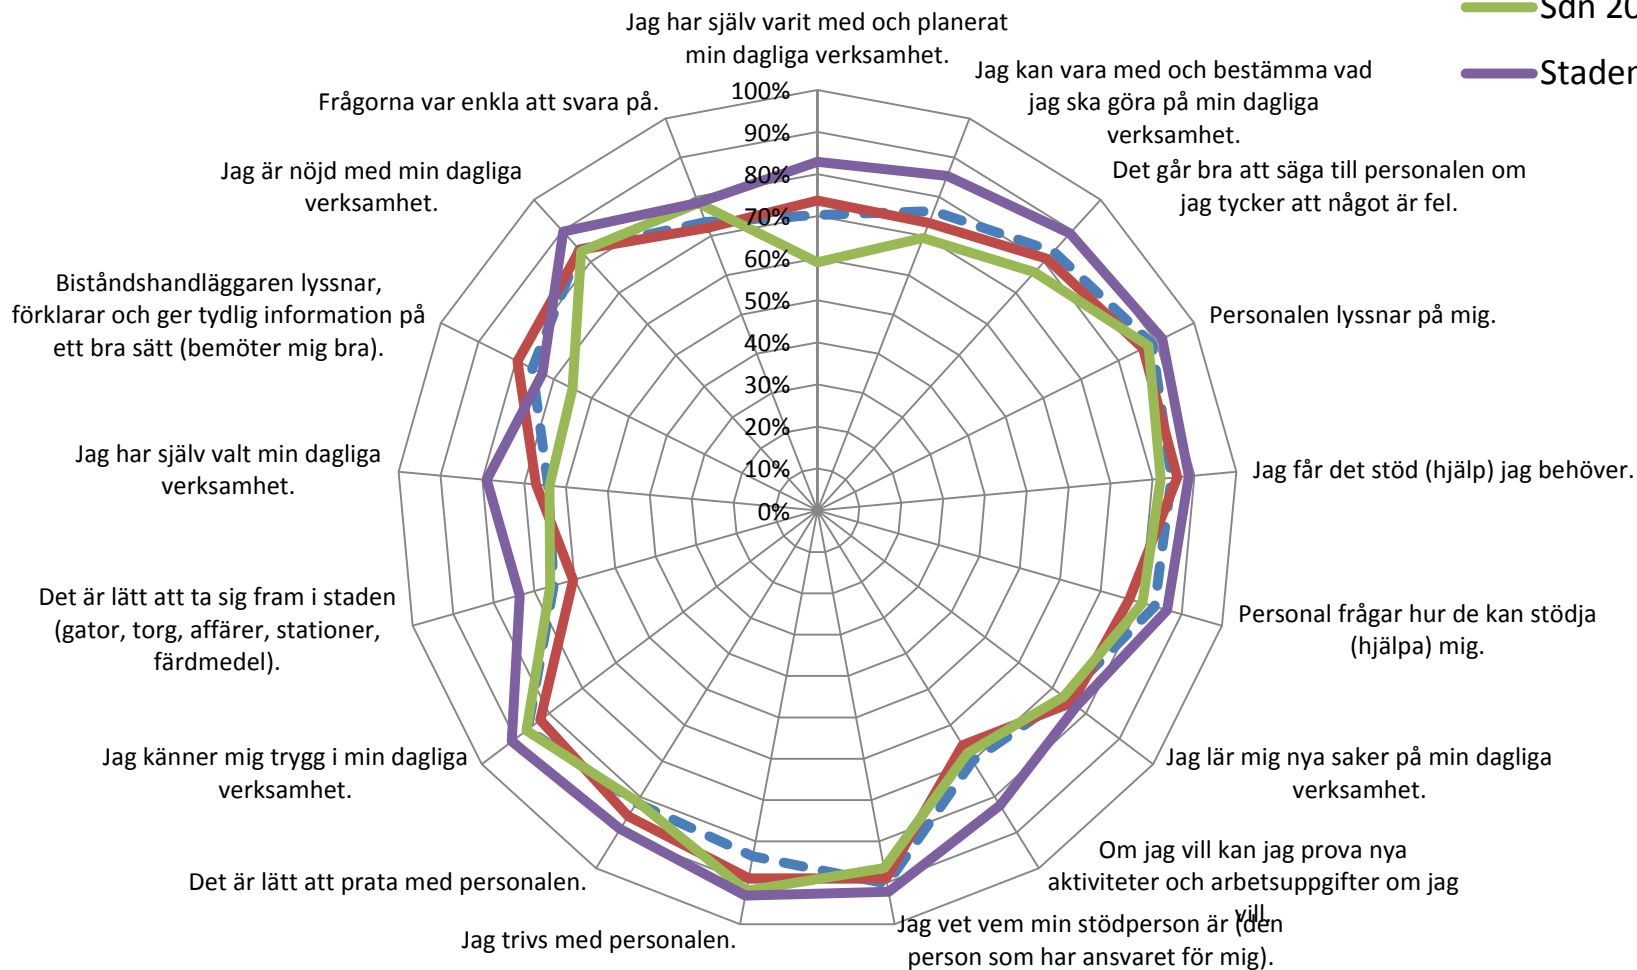 Sdn 20
Staden
Jag har själv varit med och planerat
min dagliga verksamhet.
Jag kan vara med och bestämma vad
jag ska göra på min dagliga
verksamhet.
Det går bra att säga till personalen om
jag tycker att något är fel.
Personalen lyssnar på mig.
Jag får det stöd (hjälp) jag behöver.
Personal frågar hur de kan stödja
(hjälpa) mig.
Jag lär mig nya saker på min dagliga
verksamhet.
Om jag vill kan jag prova nya
aktiviteter och arbetsuppgifter om jag
vill.
Jag vet vem min stödperson är (den
person som har ansvaret för mig).
Jag trivs med personalen.
Det är lätt att prata med personalen.
Jag känner mig trygg i min dagliga
verksamhet.
Det är lätt att ta sig fram i staden
(gator, torg, affärer, stationer,
färdmedel).
Jag har själv valt min dagliga
verksamhet.
Biståndshandläggaren lyssnar,
förklarar och ger tydlig information på
ett bra sätt (bemöter mig bra).
Jag är nöjd med min dagliga
verksamhet.
Frågorna var enkla att svara på.
100%
90%
80%
70%
60%
50%
40%
30%
20%
10%
0%